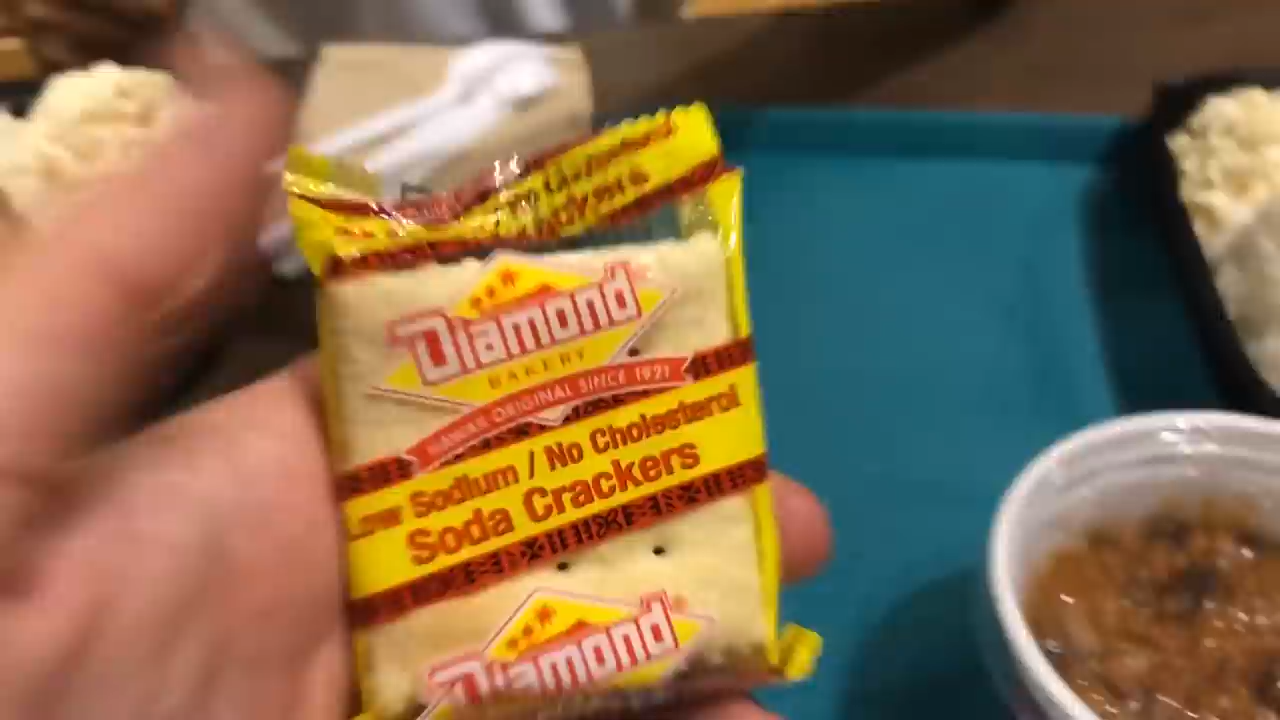 Diamond
BAKERY
HAWAII ORIGINAL SINCE 1921
Low Sodium / No Cholesterol
Soda Crackers
Diamond